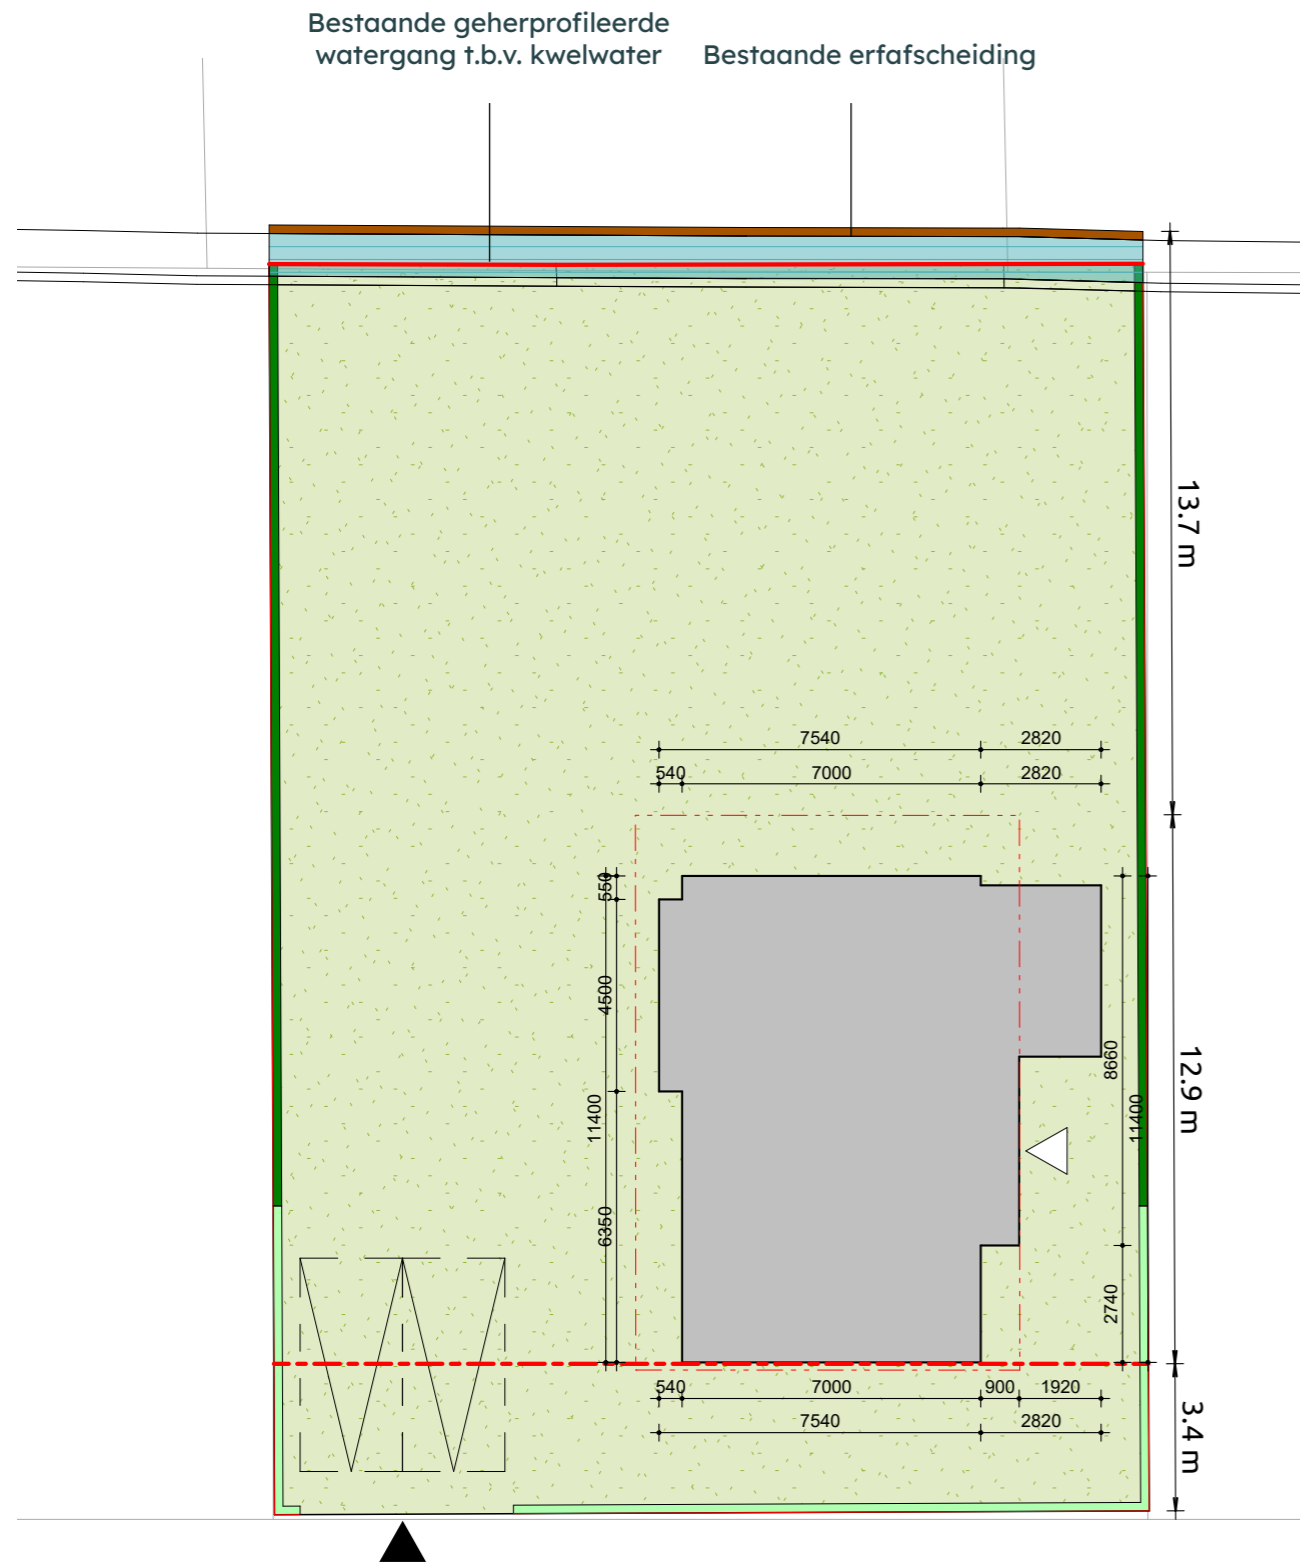 Bestaande geherprofileerde
watergang t.b.v. kwelwater
Bestaande erfafscheiding
13.7 m
7540 2820
540 7000 2820
550
4500
11400
6350
8660
11400
2740
12.9 m
540 7000 900 1920
7540 2820
3.4 m